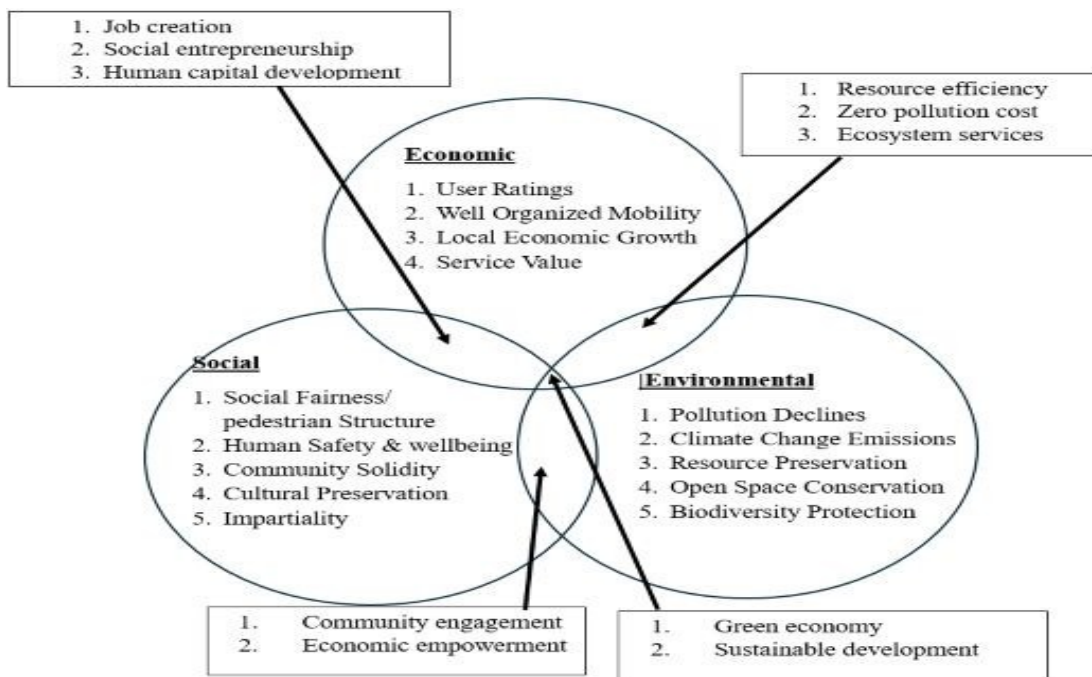 1. Job creation
2. Social entrepreneurship
3. Human capital development
1. Resource efficiency
2. Zero pollution cost
3. Ecosystem services
Economic
1. User Ratings
2. Well Organized Mobility
3. Local Economic Growth
4. Service Value
Social
1. Social Fairness/
pedestrian Structure
2. Human Safety & wellbeing
3. Community Solidity
4. Cultural Preservation
5. Impartiality
Environmental
1. Pollution Declines
2. Climate Change Emissions
3. Resource Preservation
4. Open Space Conservation
5. Biodiversity Protection
1. Community engagement
2. Economic empowerment
1. Green economy
2. Sustainable development